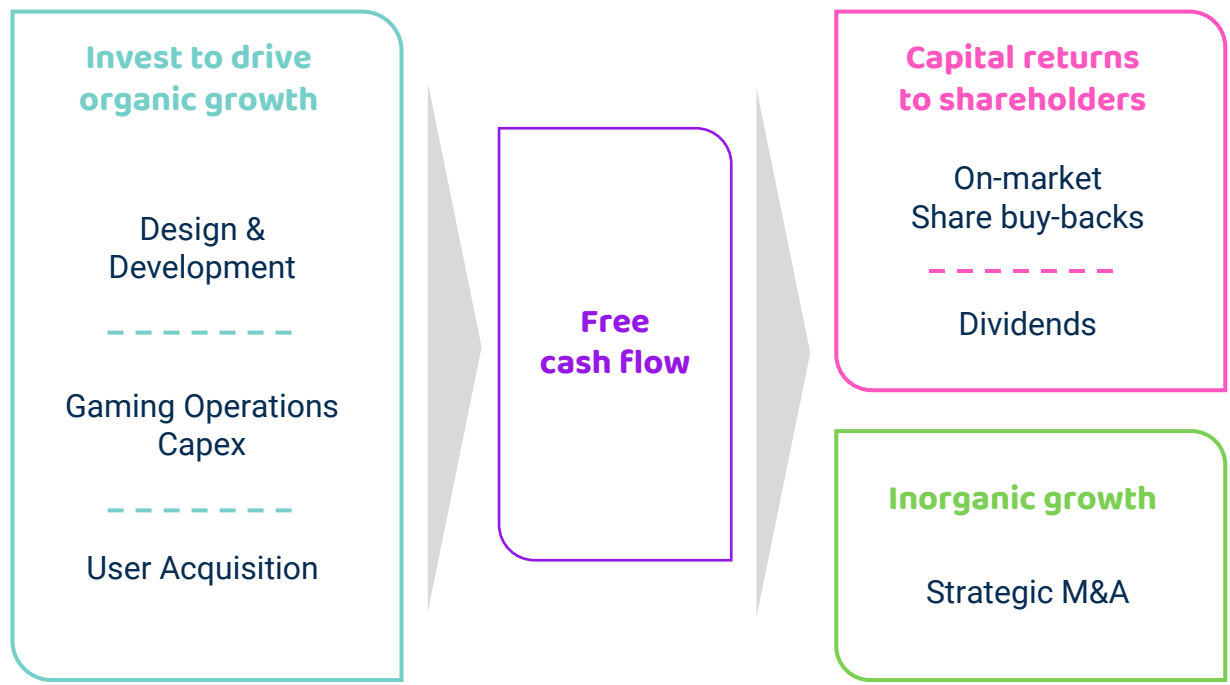 Invest to drive
organic growth
Design &
Development
Gaming Operations
Capex
User Acquisition
Free
cash flow
Capital returns
to shareholders
On-market
Share buy-backs
Dividends
Inorganic growth
Strategic M&A